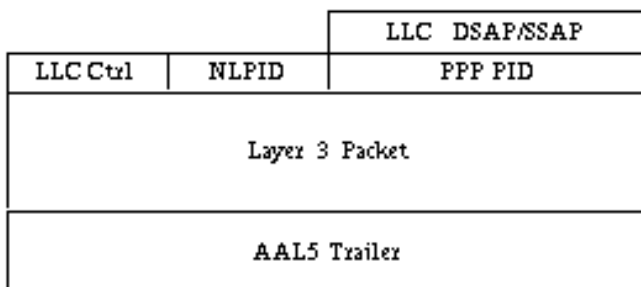 LLC DSAP/SSAP
LLC Ctrl NLPID PPP PID
Layer 3 Packet
AAL5 Trailer